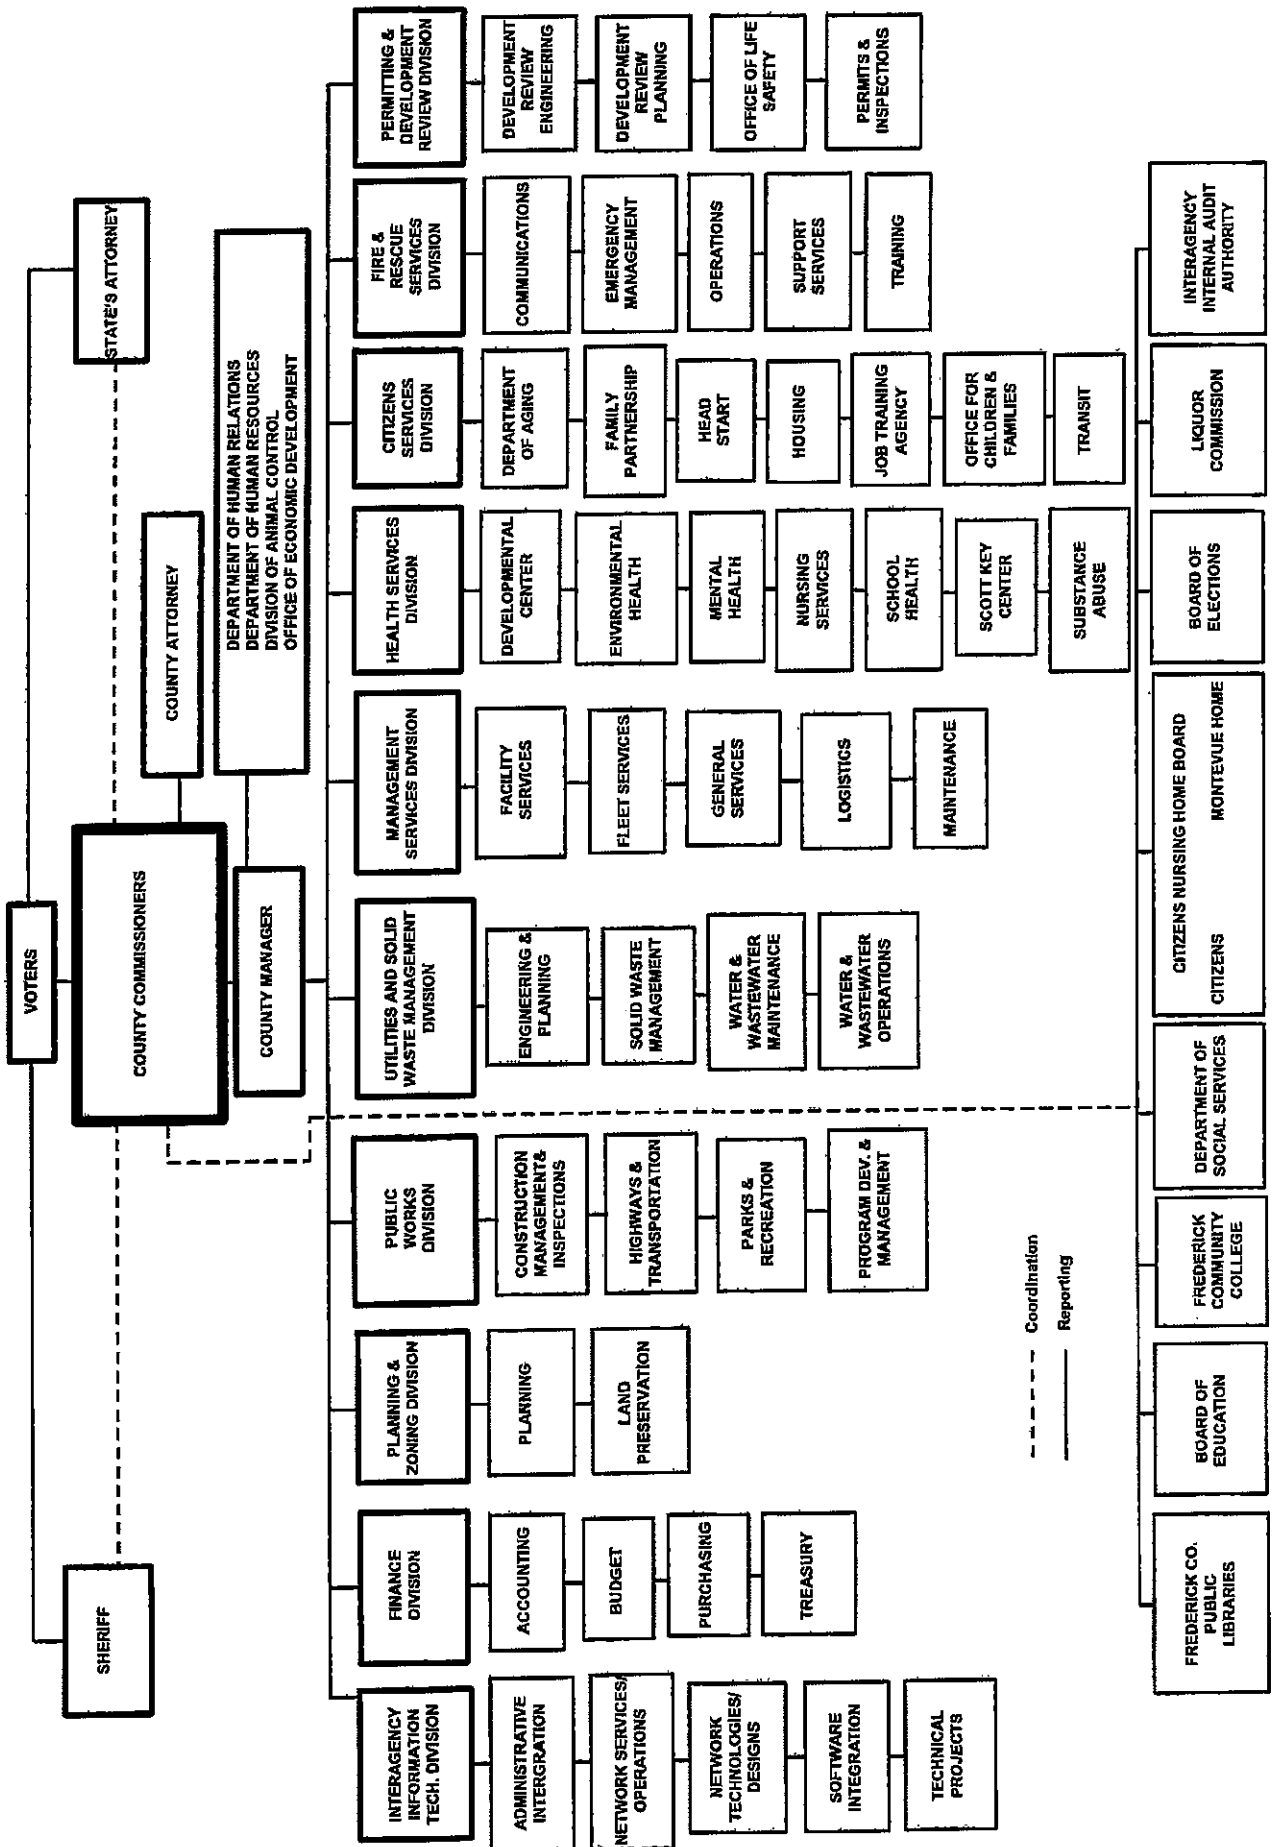 VOTERS
SHERIFF
STATE'S ATTORNEY
COUNTY COMMISSIONERS
COUNTY ATTORNEY
COUNTY MANAGER
DEPARTMENT OF HUMAN RELATIONS
DEPARTMENT OF HUMAN RESOURCES
DIVISION OF ANIMAL CONTROL
OFFICE OF ECONOMIC DEVELOPMENT
INTERAGENCY
INFORMATION
TECH. DIVISION
ADMINISTRATIVE
INTERGRATION
NETWORK SERVICES/
OPERATIONS
NETWORK
TECHNOLOGIES/
DESIGNS
SOFTWARE
INTEGRATION
TECHNICAL
PROJECTS
FINANCE
DIVISION
ACCOUNTING
BUDGET
PURCHASING
TREASURY
PLANNING &
ZONING DIVISION
PLANNING
LAND
PRESERVATION
PUBLIC
WORKS
DIVISION
CONSTRUCTION
MANAGEMENT&
INSPECTIONS
HIGHWAYS &
TRANSPORTATION
PARKS &
RECREATION
PROGRAM DEV. &
MANAGEMENT
UTILITIES AND SOLID
WASTE MANAGEMENT
DIVISION
ENGINEERING &
PLANNING
SOLID WASTE
MANAGEMENT
WATER &
WASTEWATER
MAINTENANCE
WATER &
WASTEWATER
OPERATIONS
MANAGEMENT
SERVICES DIVISION
FACILITY
SERVICES
FLEET SERVICES
GENERAL
SERVICES
LOGISTICS
MAINTENANCE
HEALTH SERVICES
DIVISION
DEVELOPMENTAL
CENTER
ENVIRONMENTAL
HEALTH
MENTAL
HEALTH
NURSING
SERVICES
SCHOOL
HEALTH
SCOTT KEY
CENTER
SUBSTANCE
ABUSE
CITIZENS
SERVICES
DIVISION
DEPARTMENT
OF AGING
FAMILY
PARTNERSHIP
HEAD
START
HOUSING
JOB TRAINING
AGENCY
OFFICE FOR
CHILDREN &
FAMILIES
TRANSIT
FIRE &
RESCUE
SERVICES
DIVISION
COMMUNICATIONS
EMERGENCY
MANAGEMENT
OPERATIONS
SUPPORT
SERVICES
TRAINING
PERMITTING &
DEVELOPMENT
REVIEW DIVISION
DEVELOPMENT
REVIEW
ENGINEERING
DEVELOPMENT
REVIEW
PLANNING
OFFICE OF LIFE
SAFETY
PERMITS &
INSPECTIONS
Coordination
Reporting
FREDERICK CO.
PUBLIC
LIBRARIES
BOARD OF
EDUCATION
FREDERICK
COMMUNITY
COLLEGE
DEPARTMENT OF
SOCIAL SERVICES
CITIZENS NURSING HOME BOARD
CITIZENS MONTEVUE HOME
BOARD OF
ELECTIONS
LIQUOR
COMMISSION
INTERAGENCY
INTERNAL AUDIT
AUTHORITY